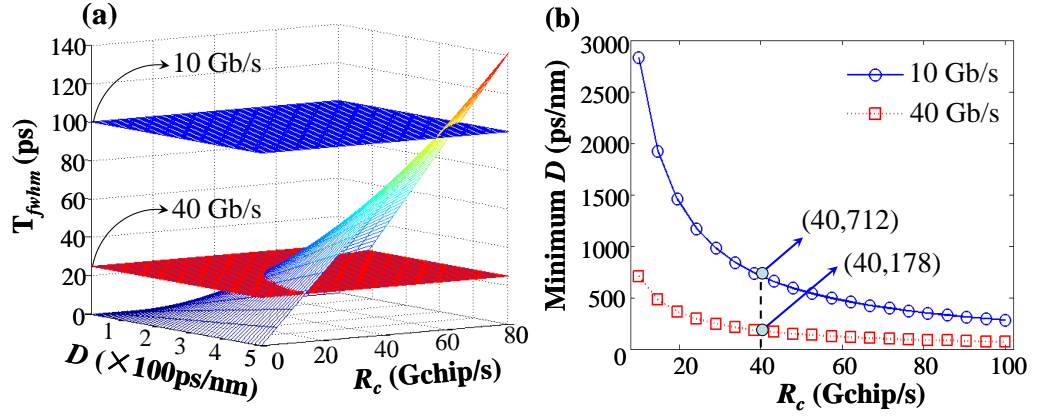 (a)
140
120
100
80
60
40
20
0
T_fwhm (ps)
10 Gb/s
40 Gb/s
1
2
3
4
5
D (×100ps/nm)
0
20
40
60
80
R_c (Gchip/s)
(b)
3000
2500
2000
1500
1000
500
0
Minimum D (ps/nm)
10 Gb/s
40 Gb/s
(40,712)
(40,178)
20
40
60
80
100
R_c (Gchip/s)